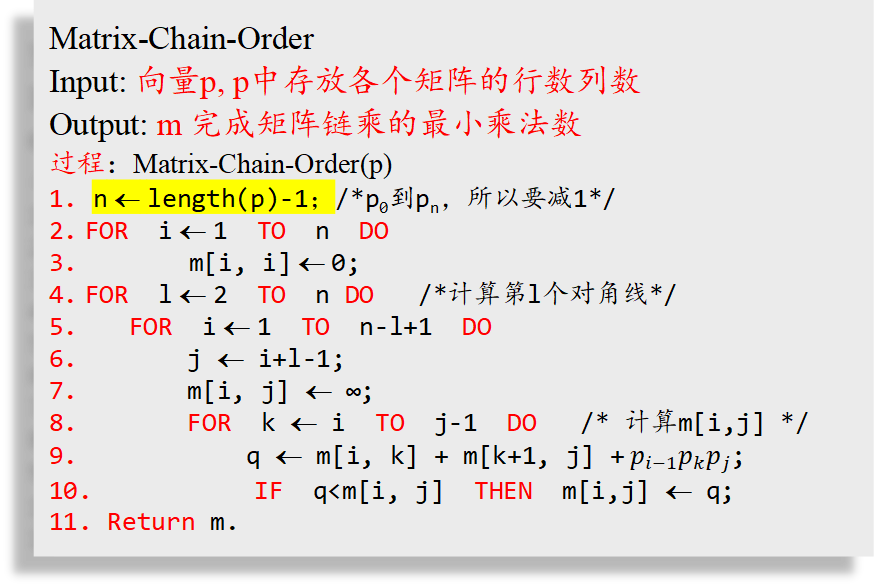 Matrix-Chain-Order
Input: 向量p, p中存放各个矩阵的行数列数
Output: m 完成矩阵链乘的最小乘法数
过程：Matrix-Chain-Order(p)
1. n←length(p)-1; /*p₀到pₙ，所以要减1*/
2. FOR i←1 TO n DO
3. m[i, i]←0;
4. FOR l←2 TO n DO /*计算第l个对角线*/
5. FOR i←1 TO n-l+1 DO
6. j ← i+l-1;
7. m[i, j] ← ∞;
8. FOR k ← i TO j-1 DO /* 计算m[i,j] */
9. q ← m[i, k] + m[k+1, j] +pᵢ₋₁pₖpⱼ;
10. IF q<m[i, j] THEN m[i,j] ← q;
11. Return m.